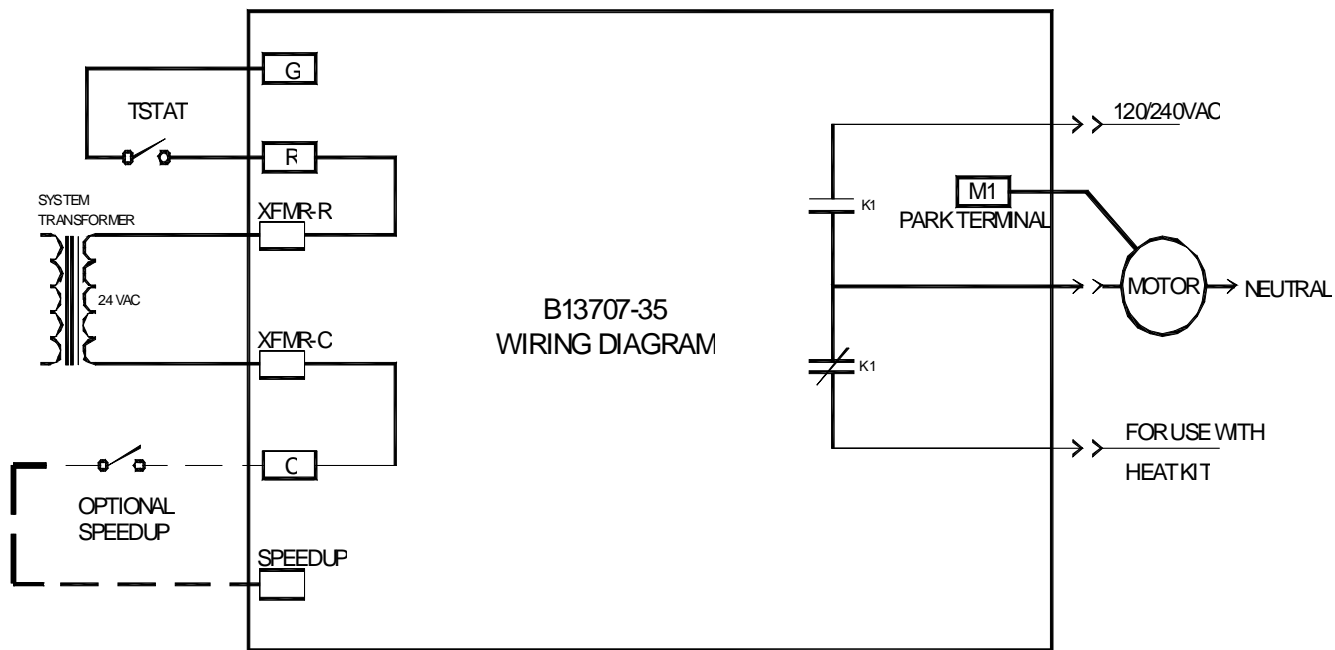 G
TSTAT
R
SYSTEM
TRANSFORMER
XFMR-R
24 VAC
XFMR-C
C
OPTIONAL
SPEEDUP
SPEEDUP
B13707-35
WIRING DIAGRAM
120/240VAC
M1
PARK TERMINAL
K1
MOTOR
NEUTRAL
K1
FOR USE WITH
HEAT KIT